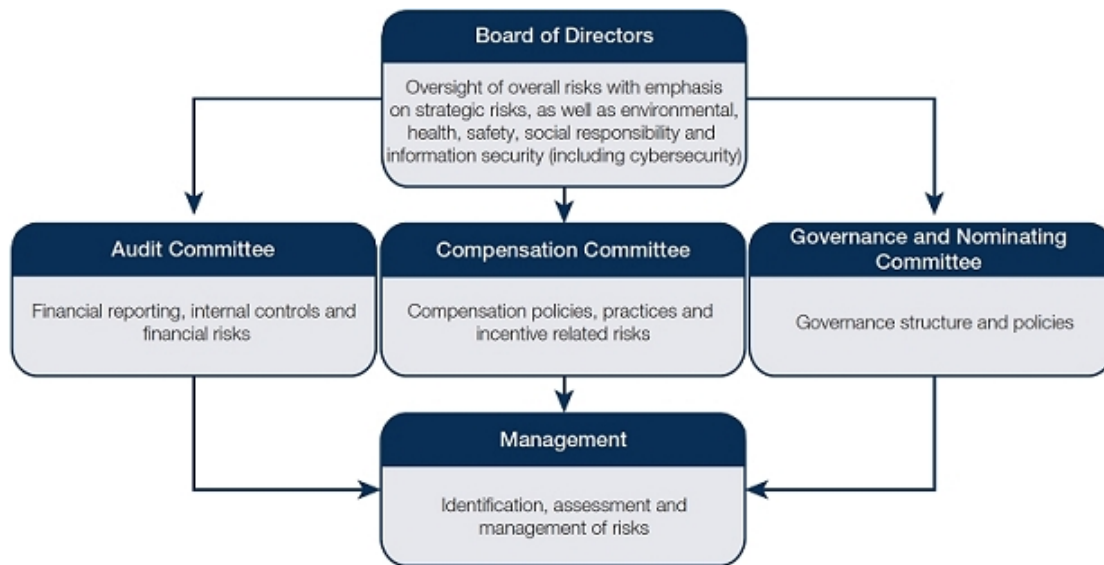 Board of Directors
Oversight of overall risks with emphasis
on strategic risks, as well as environmental,
health, safety, social responsibility and
information security (including cybersecurity)
Audit Committee
Financial reporting, internal controls and
financial risks
Compensation Committee
Compensation policies, practices and
incentive related risks
Governance and Nominating
Committee
Governance structure and policies
Management
Identification, assessment and
management of risks